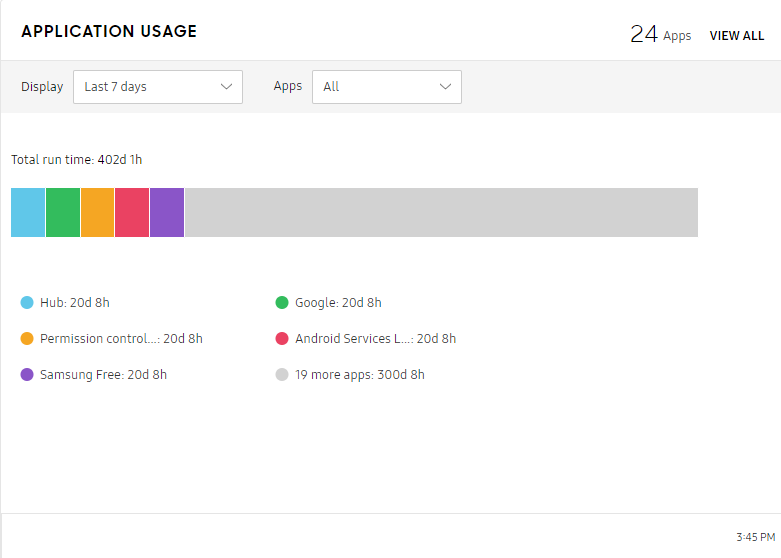 APPLICATION USAGE
24 Apps VIEW ALL
Display Last 7 days Apps All
Total run time: 402d 1h
Hub: 20d 8h Google: 20d 8h
Permission control...: 20d 8h Android Services L...: 20d 8h
Samsung Free: 20d 8h 19 more apps: 300d 8h
3:45 PM